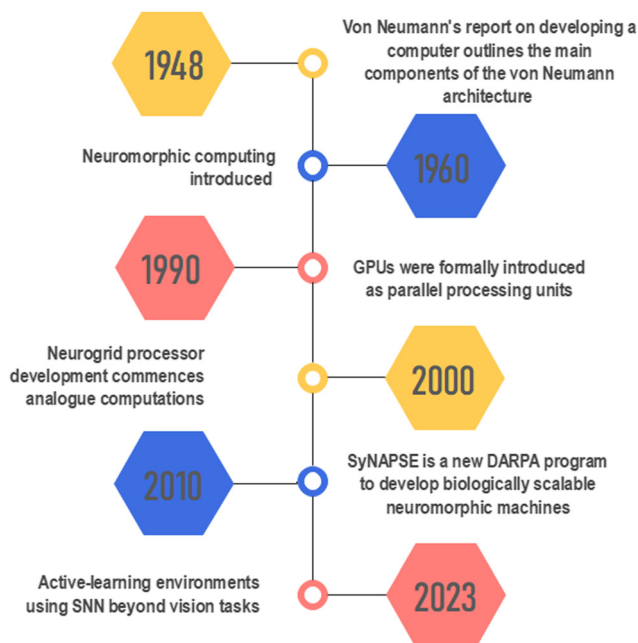 1948
Von Neumann's report on developing a
computer outlines the main
components of the von Neumann
architecture
Neuromorphic computing
introduced
1960
1990
GPUs were formally introduced
as parallel processing units
Neurogrid processor
development commences
analogue computations
2000
2010
SyNAPSE is a new DARPA program
to develop biologically scalable
neuromorphic machines
Active-learning environments
using SNN beyond vision tasks
2023